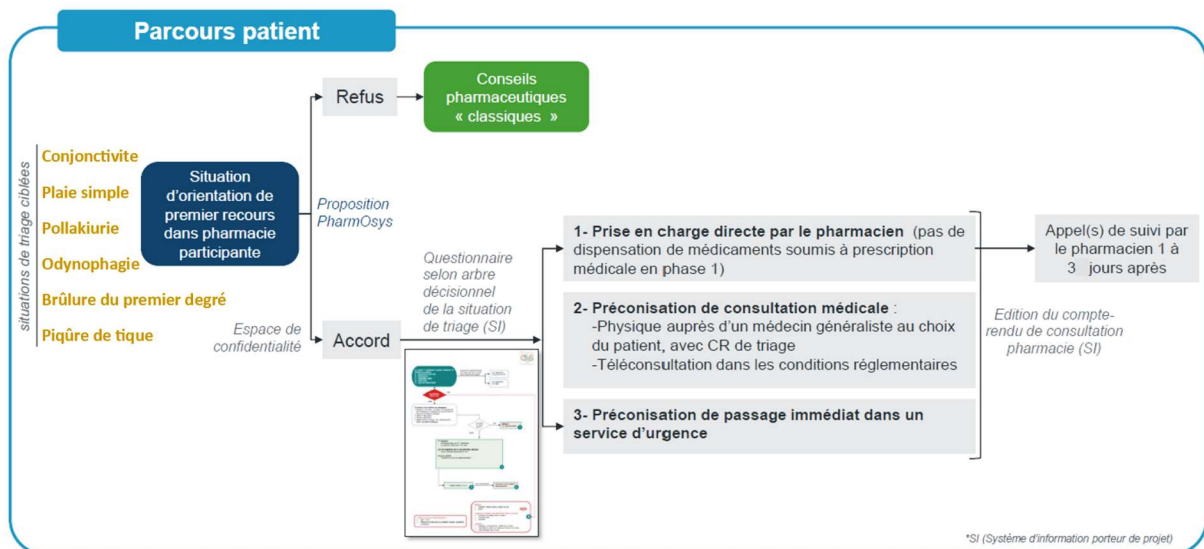 Parcours patient
situations de triage ciblées
Conjonctivite
Plaie simple
Pollakiurie
Odynophagie
Brûlure du premier degré
Piqûre de tique
Situation
d'orientation de
premier recours
dans pharmacie
participante
Proposition
PharmOsys
Espace de
confidentialité
Refus
Conseils
pharmaceutiques
« classiques »
Accord
Questionnaire
selon arbre
décisionnel
de la situation
de triage (SI)
1- Prise en charge directe par le pharmacien (pas de
dispensation de médicaments soumis à prescription
médicale en phase 1)
2- Préconisation de consultation médicale :
-Physique auprès d'un médecin généraliste au choix
du patient, avec CR de triage
-Téléconsultation dans les conditions réglementaires
3- Préconisation de passage immédiat dans un
service d'urgence
Edition du compte-
rendu de consultation
pharmacie (SI)
Appel(s) de suivi par
le pharmacien 1 à
3 jours après
*SI (Système d'information porteur de projet)